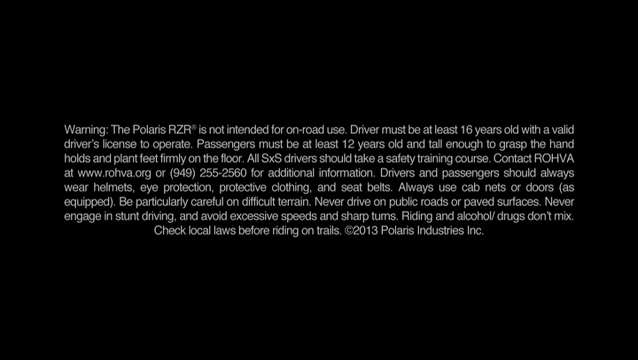 Warning: The Polaris RZR® is not intended for on-road use. Driver must be at least 16 years old with a valid
driver's license to operate. Passengers must be at least 12 years old and tall enough to grasp the hand
holds and plant feet firmly on the floor. All SxS drivers should take a safety training course. Contact ROHVA
at www.rohva.org or (949) 255-2560 for additional information. Drivers and passengers should always
wear helmets, eye protection, protective clothing, and seat belts. Always use cab nets or doors (as
equipped). Be particularly careful on difficult terrain. Never drive on public roads or paved surfaces. Never
engage in stunt driving, and avoid excessive speeds and sharp turns. Riding and alcohol/ drugs don't mix.
Check local laws before riding on trails. ©2013 Polaris Industries Inc.